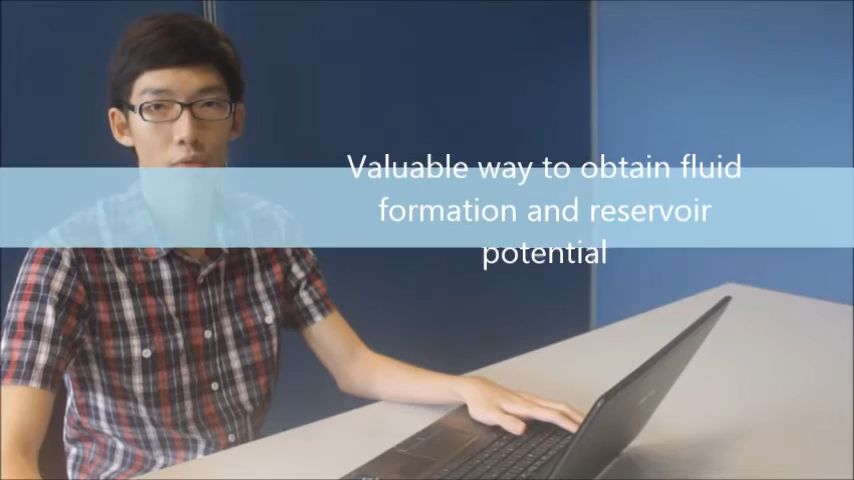 Valuable way to obtain fluid
formation and reservoir
potential